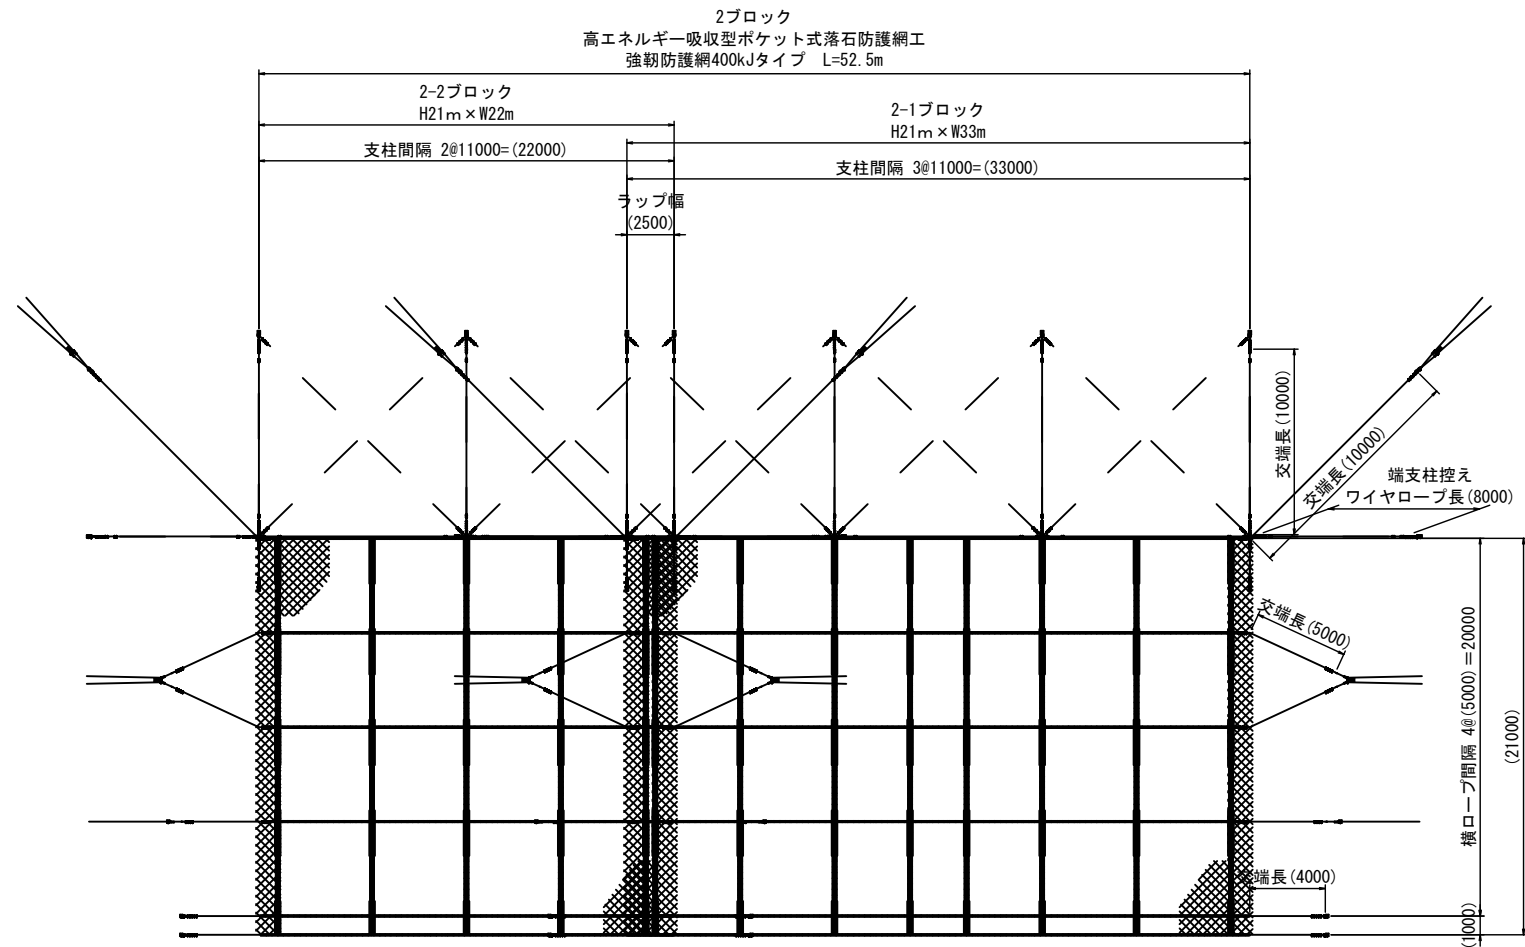 2ブロック
高エネルギー吸収型ポケット式落石防護網工
強靭防護網400kJタイプ L=52.5m
2-2ブロック
H21m×W22m
2-1ブロック
H21m×W33m
支柱間隔 2@11000=(22000)
支柱間隔 3@11000=(33000)
ラップ幅
(2500)
交端長(10000)
交端長(10000)
端支柱控え
ワイヤロープ長(8000)
交端長(5000)
横ロープ間隔 4@(5000)=20000
(21000)
交端長(4000)
(1000)